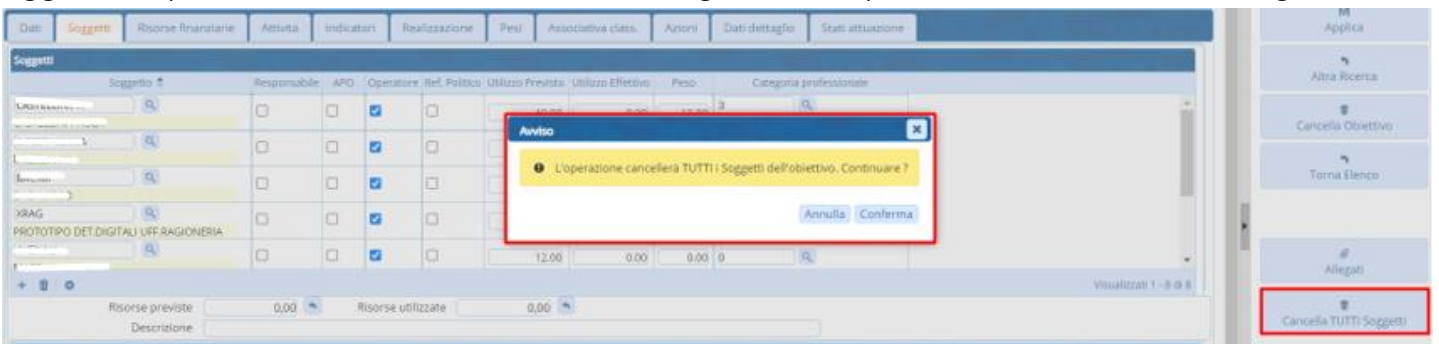 Dati Soggetti Risorse finanziarie Attività Indicatori Realizzazione Pesi Associativa class. Azioni Dati dettaglio Stati attuazione
Applica
Soggetti
Soggetto Responsabile APO Operatore Ref. Politico Utilizzo Previsto Utilizzo Effettivo Peso Categoria professionale
Altra Ricerca
Avviso
Cancella Obiettivo
L'operazione cancellerà TUTTI i Soggetti dell'obiettivo. Continuare ?
Torna Elenco
Annulla Conferma
XRAG
PROTOTIPO DET.DIGITALI UFF.RAGIONERIA
12.00 0.00 0.00 0
Allegati
Visualizzati 1 - 8 di 8
Risorse previste 0,00 Risorse utilizzate 0,00
Cancella TUTTI Soggetti
Descrizione